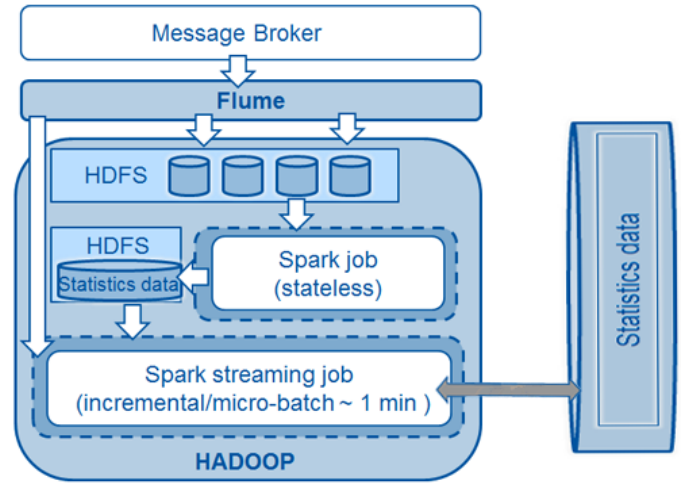 Message Broker
Flume
HDFS
HDFS
Statistics data
Spark job
(stateless)
Spark streaming job
(incremental/micro-batch ~ 1 min )
HADOOP
Statistics data